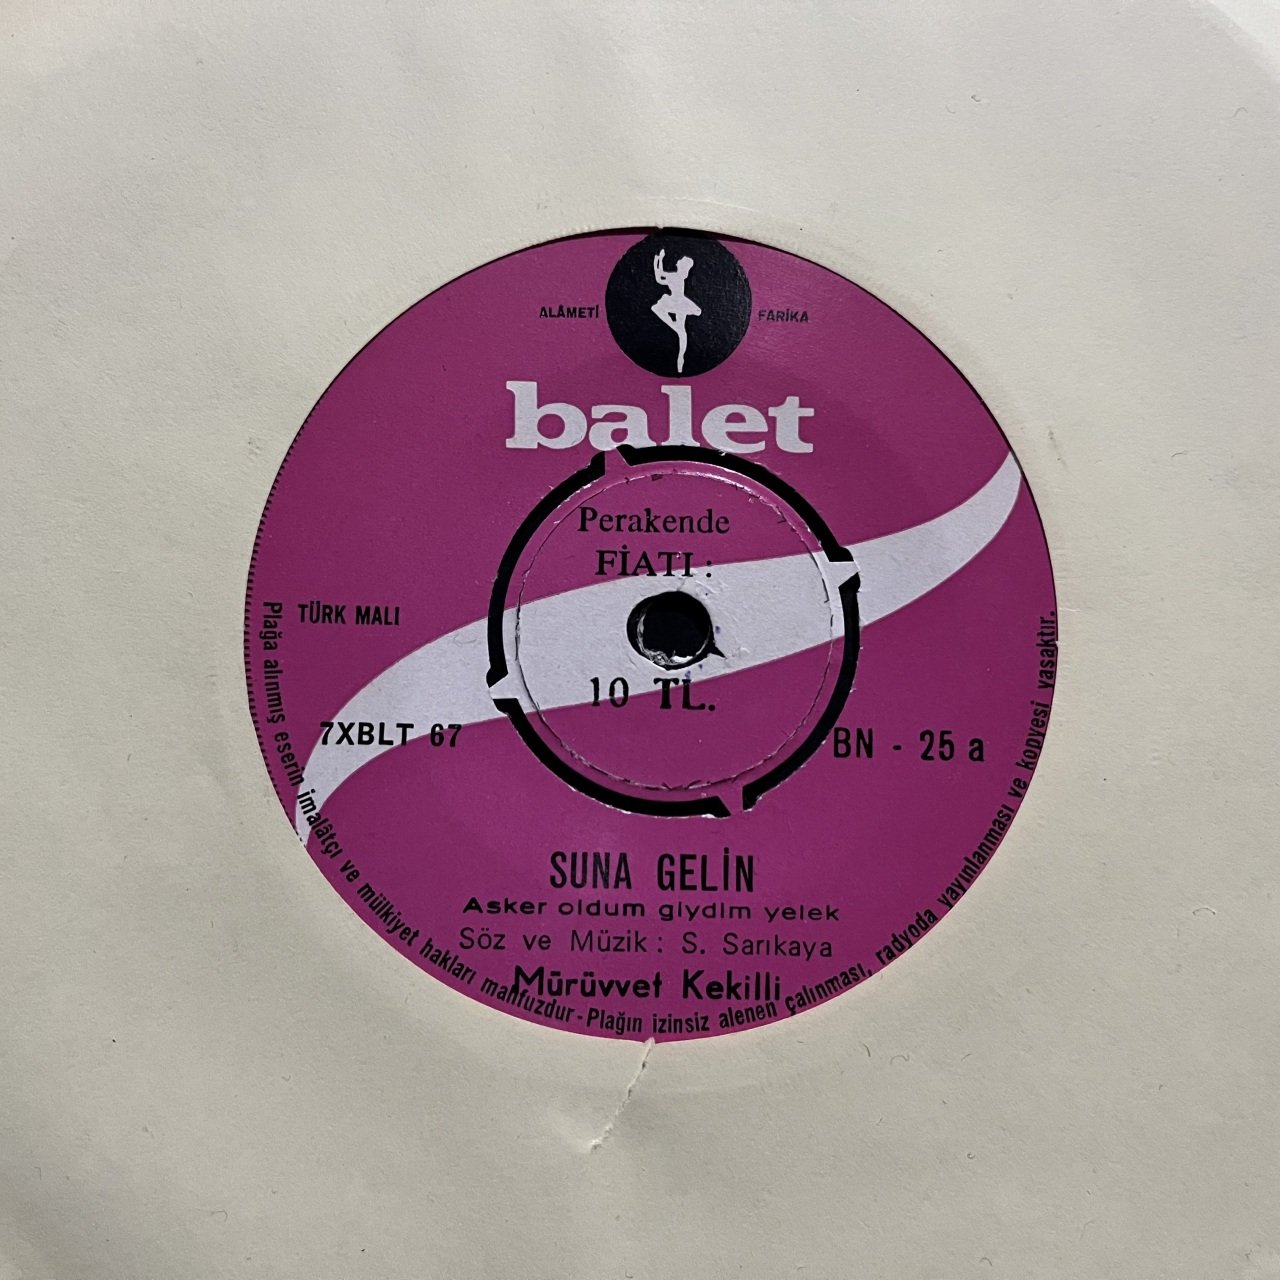 ALÂMETİ FARİKA
balet
Perakende
FİATI :
10 TL.
TÜRK MALI
7XBLT 67
BN - 25 a
SUNA GELİN
Asker oldum giydim yelek
Söz ve Müzik : S. Sarıkaya
Mürüvvet Kekilli
Plağa alınmış eserin imalâtçı ve mülkiyet hakları mahfuzdur - Plağın izinsiz alenen çalınması, radyoda yayınlanması ve kopyesi yasaktır.